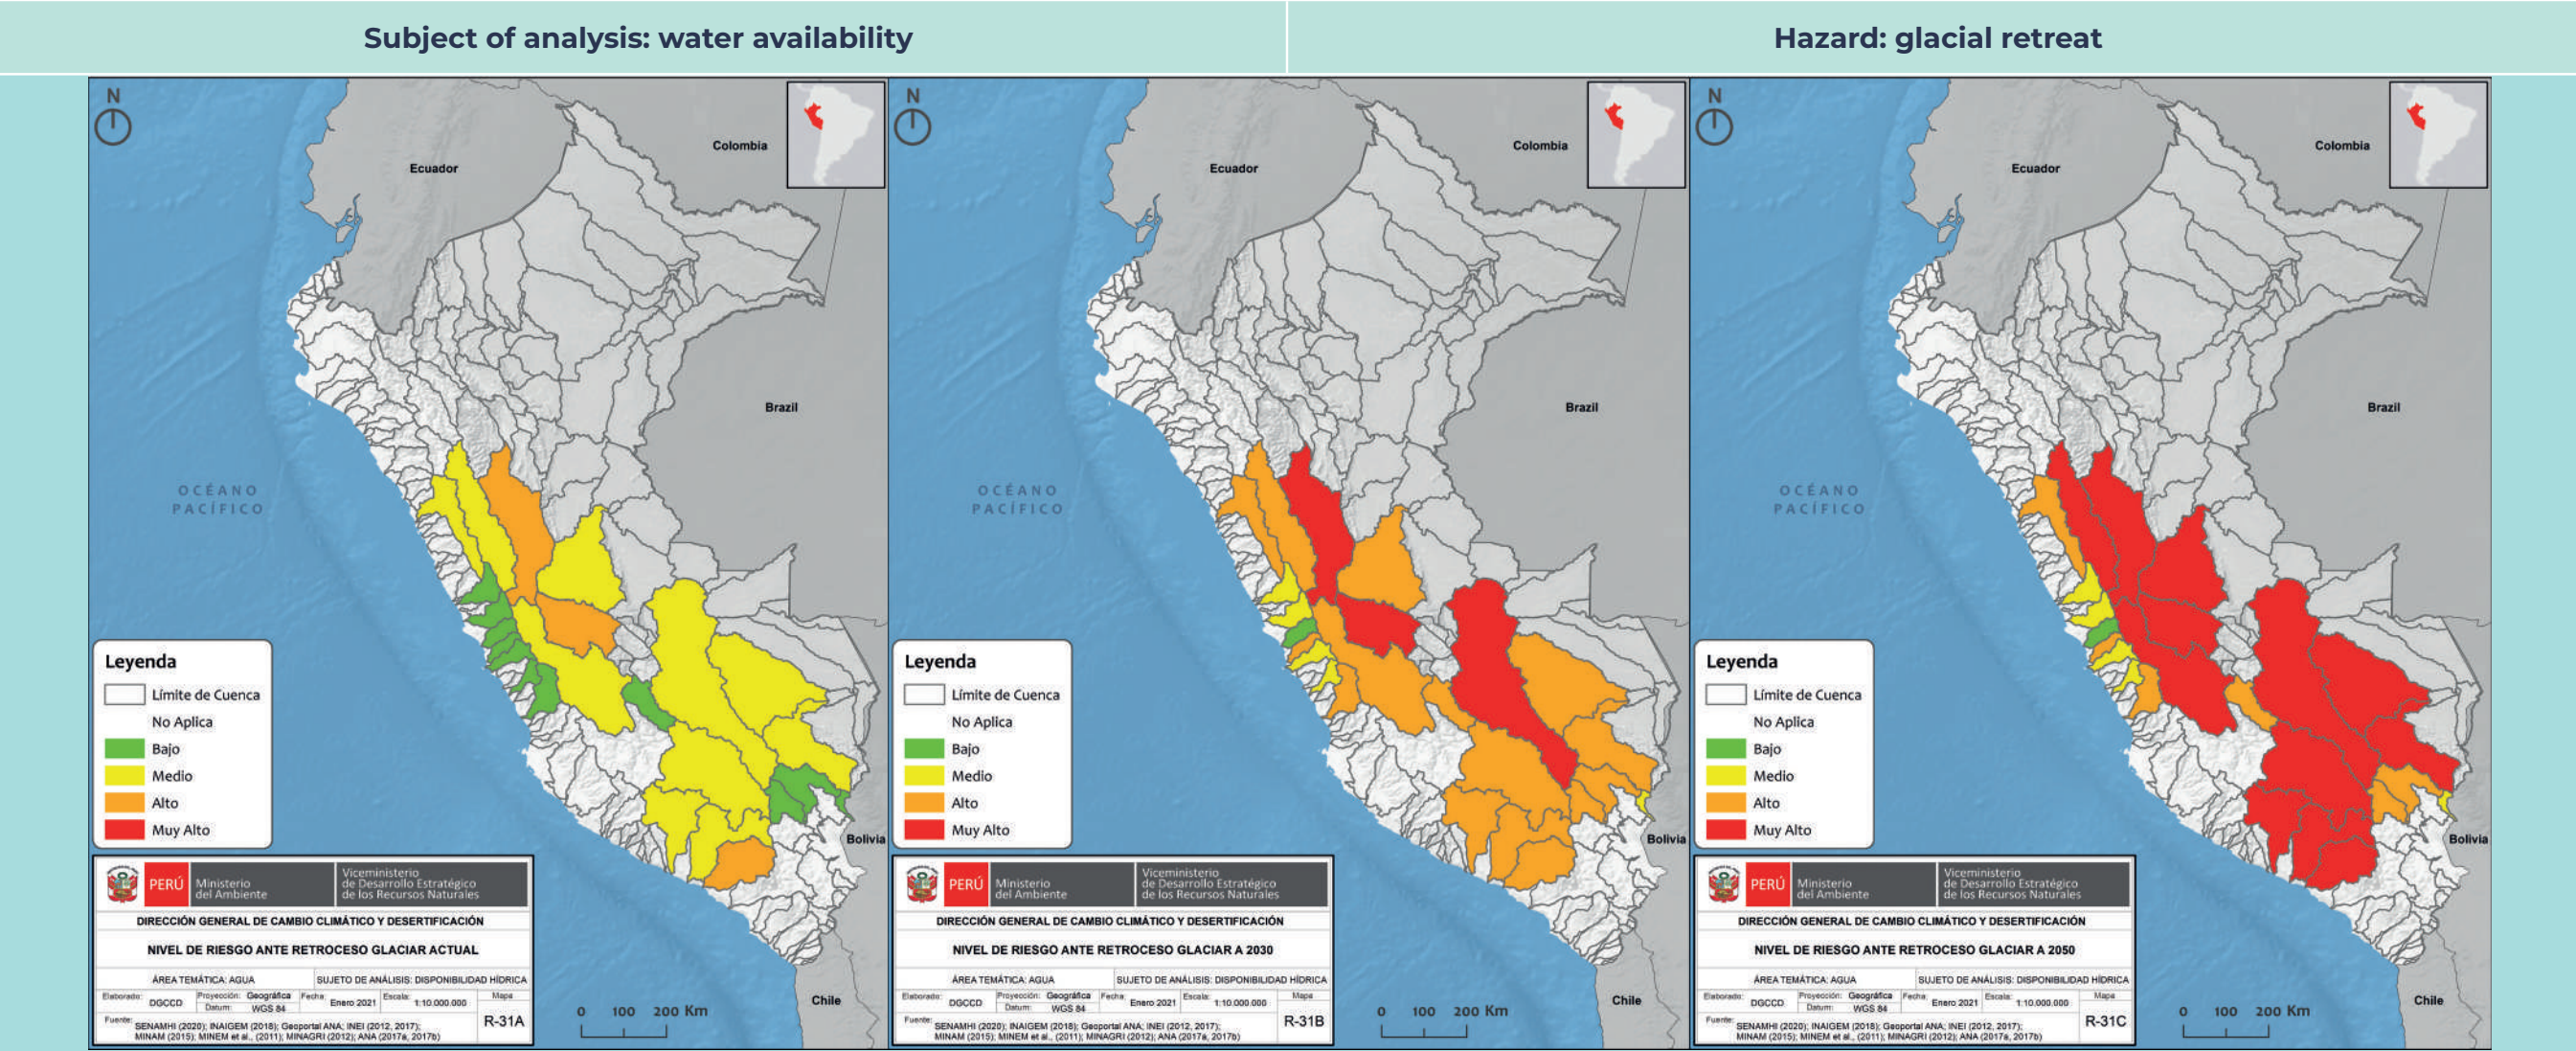 Subject of analysis: water availability
Hazard: glacial retreat
N
Colombia
Ecuador
Brazil
OCÉANO
PACÍFICO
Leyenda
Límite de Cuenca
No Aplica
Bajo
Medio
Alto
Muy Alto
Bolivia
Chile
0 100 200 Km
PERÚ
Ministerio
del Ambiente
Viceministerio
de Desarrollo Estratégico
de los Recursos Naturales
DIRECCIÓN GENERAL DE CAMBIO CLIMÁTICO Y DESERTIFICACIÓN
NIVEL DE RIESGO ANTE RETROCESO GLACIAR ACTUAL
ÁREA TEMÁTICA: AGUA
SUJETO DE ANÁLISIS: DISPONIBILIDAD HÍDRICA
Elaborado: DGCCD
Proyección: Geográfica
Datum: WGS 84
Fecha: Enero 2021
Escala: 1:10.000.000
Mapa
R-31A
Fuente: SENAMHI (2020); INAIGEM (2018); Geoportal ANA; INEI (2012, 2017);
MINAM (2015); MINEM et al., (2011); MINAGRI (2012); ANA (2017a, 2017b)
N
Colombia
Ecuador
Brazil
OCÉANO
PACÍFICO
Leyenda
Límite de Cuenca
No Aplica
Bajo
Medio
Alto
Muy Alto
Bolivia
Chile
0 100 200 Km
PERÚ
Ministerio
del Ambiente
Viceministerio
de Desarrollo Estratégico
de los Recursos Naturales
DIRECCIÓN GENERAL DE CAMBIO CLIMÁTICO Y DESERTIFICACIÓN
NIVEL DE RIESGO ANTE RETROCESO GLACIAR A 2030
ÁREA TEMÁTICA: AGUA
SUJETO DE ANÁLISIS: DISPONIBILIDAD HÍDRICA
Elaborado: DGCCD
Proyección: Geográfica
Datum: WGS 84
Fecha: Enero 2021
Escala: 1:10.000.000
Mapa
R-31B
Fuente: SENAMHI (2020); INAIGEM (2018); Geoportal ANA; INEI (2012, 2017);
MINAM (2015); MINEM et al., (2011); MINAGRI (2012); ANA (2017a, 2017b)
N
Colombia
Ecuador
Brazil
OCÉANO
PACÍFICO
Leyenda
Límite de Cuenca
No Aplica
Bajo
Medio
Alto
Muy Alto
Bolivia
Chile
0 100 200 Km
PERÚ
Ministerio
del Ambiente
Viceministerio
de Desarrollo Estratégico
de los Recursos Naturales
DIRECCIÓN GENERAL DE CAMBIO CLIMÁTICO Y DESERTIFICACIÓN
NIVEL DE RIESGO ANTE RETROCESO GLACIAR A 2050
ÁREA TEMÁTICA: AGUA
SUJETO DE ANÁLISIS: DISPONIBILIDAD HÍDRICA
Elaborado: DGCCD
Proyección: Geográfica
Datum: WGS 84
Fecha: Enero 2021
Escala: 1:10.000.000
Mapa
R-31C
Fuente: SENAMHI (2020); INAIGEM (2018); Geoportal ANA; INEI (2012, 2017);
MINAM (2015); MINEM et al., (2011); MINAGRI (2012); ANA (2017a, 2017b)